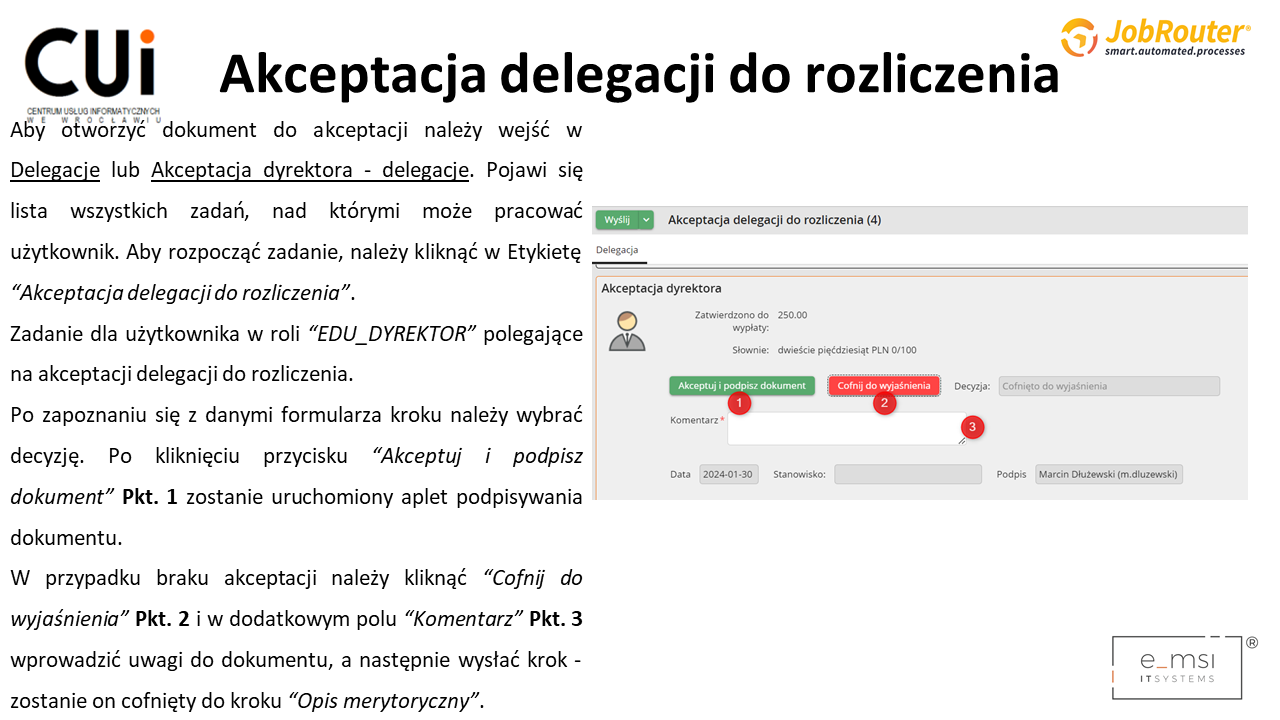 CUi
CENTRUM USŁUG INFORMATYCZNYCH
WE WROCŁAWIU
Akceptacja delegacji do rozliczenia
JobRouter®
smart.automated.processes
Aby otworzyć dokument do akceptacji należy wejść w
Delegacje lub Akceptacja dyrektora - delegacje. Pojawi się
lista wszystkich zadań, nad którymi może pracować
użytkownik. Aby rozpocząć zadanie, należy kliknąć w Etykietę
“Akceptacja delegacji do rozliczenia”.
Zadanie dla użytkownika w roli “EDU_DYREKTOR” polegające
na akceptacji delegacji do rozliczenia.
Po zapoznaniu się z danymi formularza kroku należy wybrać
decyzję. Po kliknięciu przycisku “Akceptuj i podpisz
dokument” Pkt. 1 zostanie uruchomiony aplet podpisywania
dokumentu.
W przypadku braku akceptacji należy kliknąć “Cofnij do
wyjaśnienia” Pkt. 2 i w dodatkowym polu “Komentarz” Pkt. 3
wprowadzić uwagi do dokumentu, a następnie wysłać krok -
zostanie on cofnięty do kroku “Opis merytoryczny”.
Wyślij Akceptacja delegacji do rozliczenia (4)
Delegacja
Akceptacja dyrektora
Zatwierdzono do wypłaty: 250.00
Słownie: dwieście pięćdziesiąt PLN 0/100
Akceptuj i podpisz dokument Cofnij do wyjaśnienia Decyzja: Cofnięto do wyjaśnienia
1 2
Komentarz * 3
Data 2024-01-30 Stanowisko: Podpis Marcin Dłużewski (m.dluzewski)
e_msi ®
ITSYSTEMS